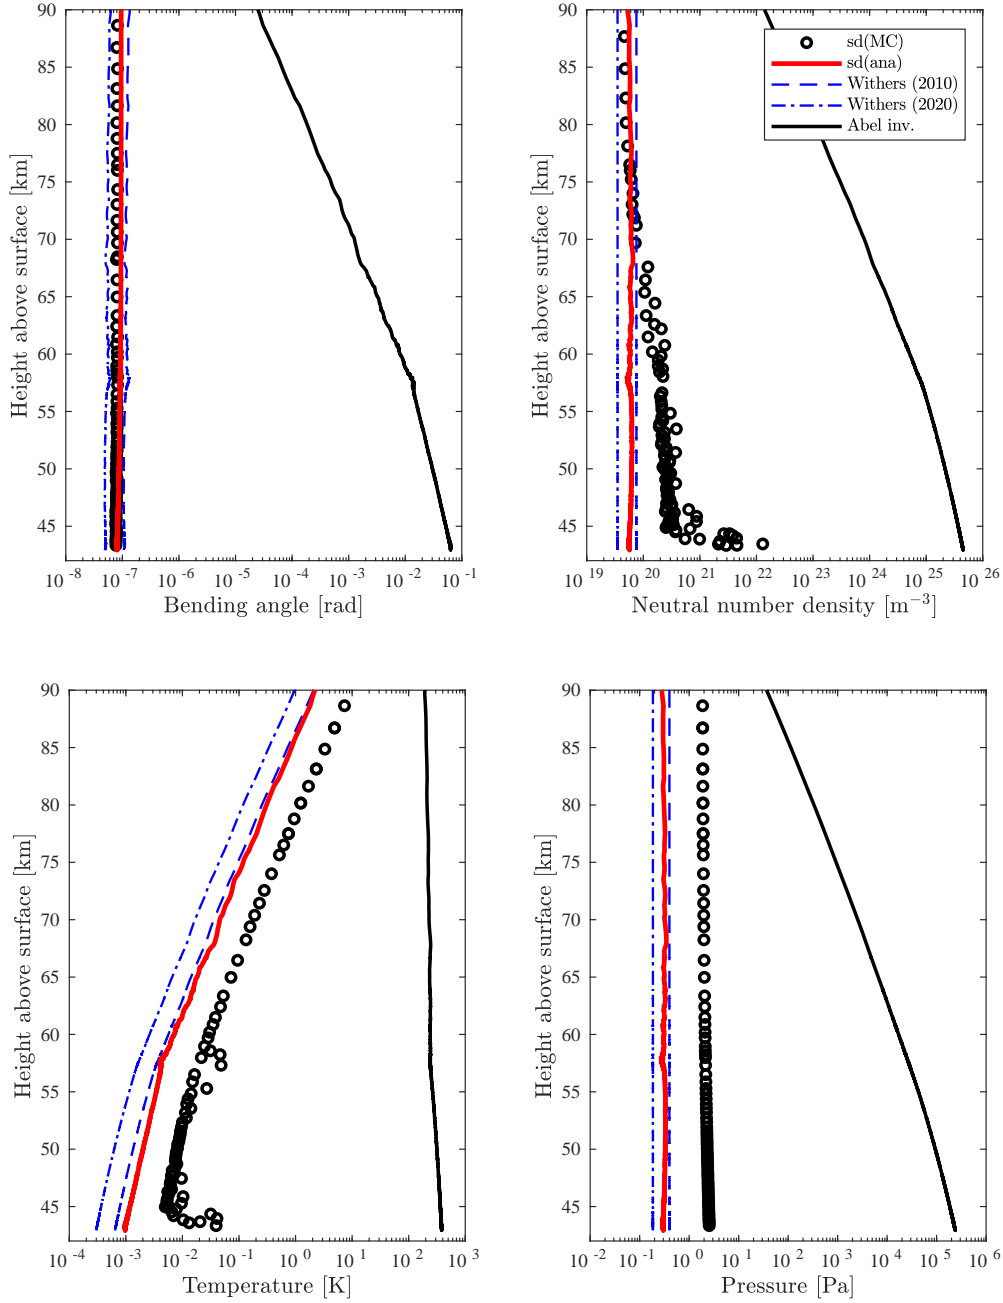 90
85
80
75
70
65
60
55
50
45
Height above surface [km]
10^-8 10^-7 10^-6 10^-5 10^-4 10^-3 10^-2 10^-1
Bending angle [rad]
90
85
80
75
70
65
60
55
50
45
Height above surface [km]
sd(MC)
sd(ana)
Withers (2010)
Withers (2020)
Abel inv.
10^19 10^20 10^21 10^22 10^23 10^24 10^25 10^26
Neutral number density [m^−3]
90
85
80
75
70
65
60
55
50
45
Height above surface [km]
10^-4 10^-3 10^-2 10^-1 10^0 10^1 10^2 10^3
Temperature [K]
90
85
80
75
70
65
60
55
50
45
Height above surface [km]
10^-2 10^-1 10^0 10^1 10^2 10^3 10^4 10^5 10^6
Pressure [Pa]